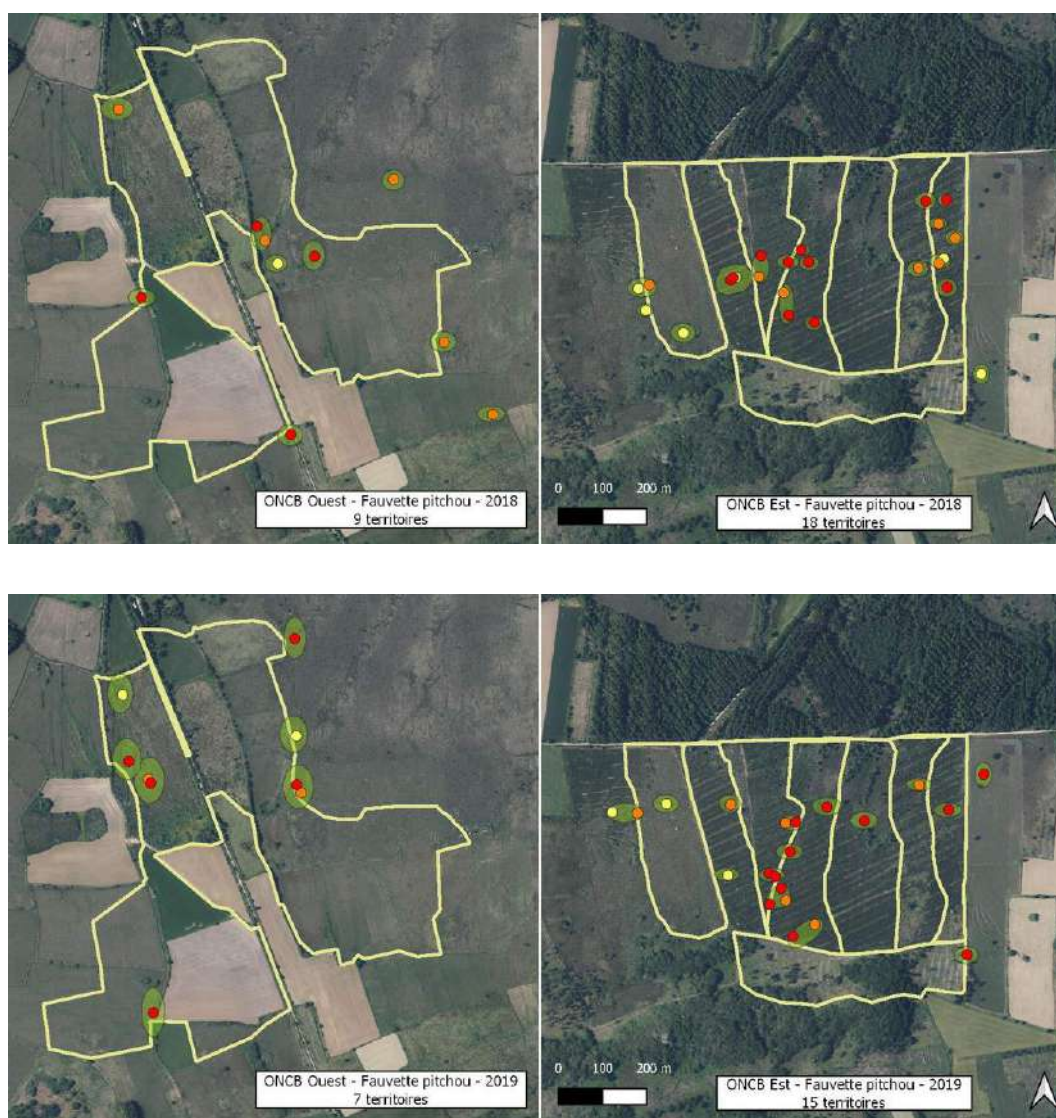 ONCB Ouest - Fauvette pitchou - 2018
9 territoires
0 100 200 m
ONCB Est - Fauvette pitchou - 2018
18 territoires
ONCB Ouest - Fauvette pitchou - 2019
7 territoires
0 100 200 m
ONCB Est - Fauvette pitchou - 2019
15 territoires